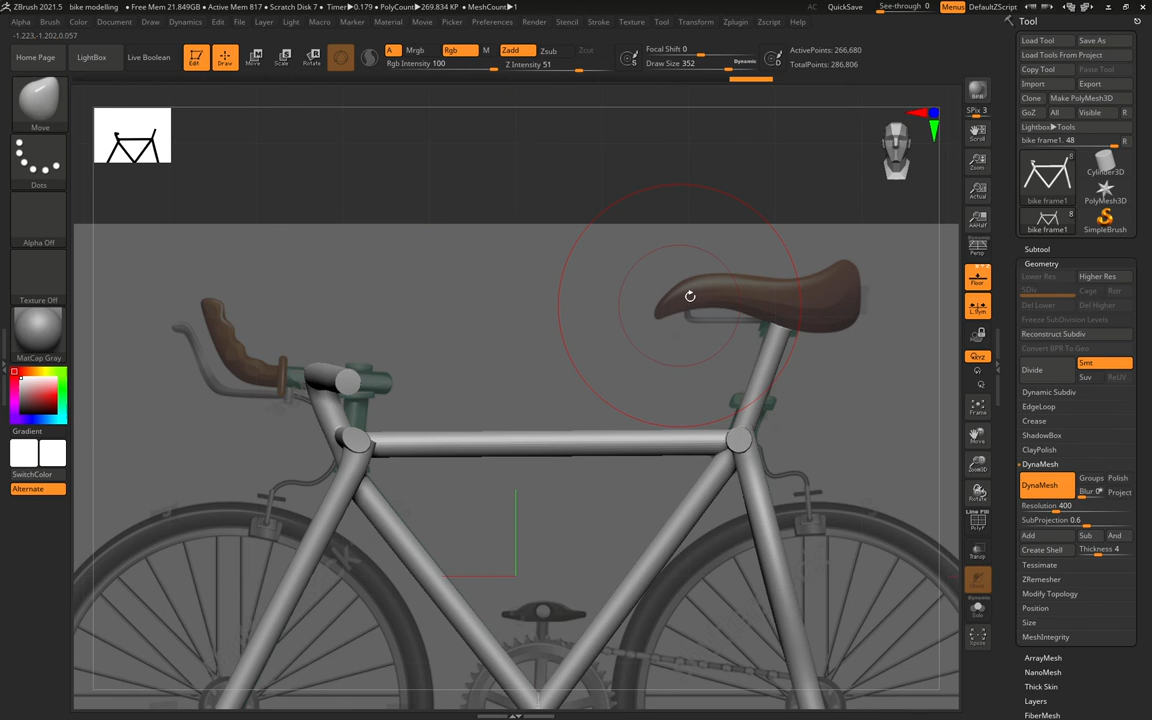 ZBrush 2021.5 bike modelling • Free Mem 21.849GB • Active Mem 817 • Scratch Disk 7 • Timer▶0.179 • PolyCount▶269.834 KP • MeshCount▶1 AC QuickSave See-through 0 Menus DefaultZScript
Alpha Brush Color Document Draw Dynamics Edit File Layer Light Macro Marker Material Movie Picker Preferences Render Stencil Stroke Texture Tool Transform Zplugin Zscript Help
-1.223,-1.202,0.057
Home Page LightBox Live Boolean
Edit Draw Move Scale Rotate
A Mrgb Rgb M Zadd Zsub Zcut
Rgb Intensity 100 Z Intensity 51
S Focal Shift 0
Draw Size 352 Dynamic D
ActivePoints: 266,680
TotalPoints: 286,806
Move
Dots
Alpha Off
Texture Off
MatCap Gray
Gradient
SwitchColor
Alternate
BPR
SPix 3
Scroll
Zoom
Actual
AAHalf
Persp
Floor
L.Sym
XYZ
Frame
Move
Zoom3D
Rotate
Line Fill
PolyF
Transp
Dynamic
Solo
Xpose
Tool
Load Tool Save As
Load Tools From Project
Copy Tool Paste Tool
Import Export
Clone Make PolyMesh3D
GoZ All Visible R
Lightbox▶Tools
bike frame1. 48 R
8
bike frame1
Cylinder3D
PolyMesh3D
8
bike frame1
SimpleBrush
Subtool
Geometry
Lower Res Higher Res
SDiv Cage Rstr
Del Lower Del Higher
Freeze SubDivision Levels
Reconstruct Subdiv
Convert BPR To Geo
Divide Smt
Suv ReUV
Dynamic Subdiv
EdgeLoop
Crease
ShadowBox
ClayPolish
DynaMesh
DynaMesh Groups Polish
Blur 0 Project
Resolution 400
SubProjection 0.6
Add Sub And
Create Shell Thickness 4
Tessimate
ZRemesher
Modify Topology
Position
Size
MeshIntegrity
ArrayMesh
NanoMesh
Thick Skin
Layers
FiberMesh